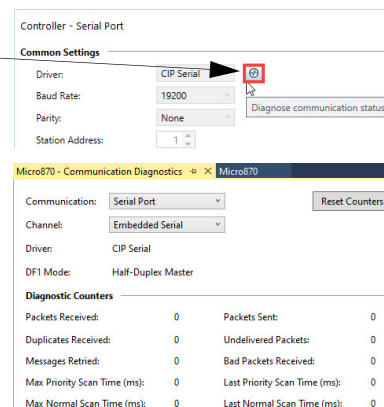 Controller - Serial Port
Common Settings
Driver: CIP Serial
Baud Rate: 19200
Diagnose communication status
Parity: None
Station Address: 1
Micro870 - Communication Diagnostics Micro870
Communication: Serial Port Reset Counters
Channel: Embedded Serial
Driver: CIP Serial
DF1 Mode: Half-Duplex Master
Diagnostic Counters
Packets Received: 0 Packets Sent: 0
Duplicates Received: 0 Undelivered Packets: 0
Messages Retried: 0 Bad Packets Received: 0
Max Priority Scan Time (ms): 0 Last Priority Scan Time (ms): 0
Max Normal Scan Time (ms): 0 Last Normal Scan Time (ms): 0